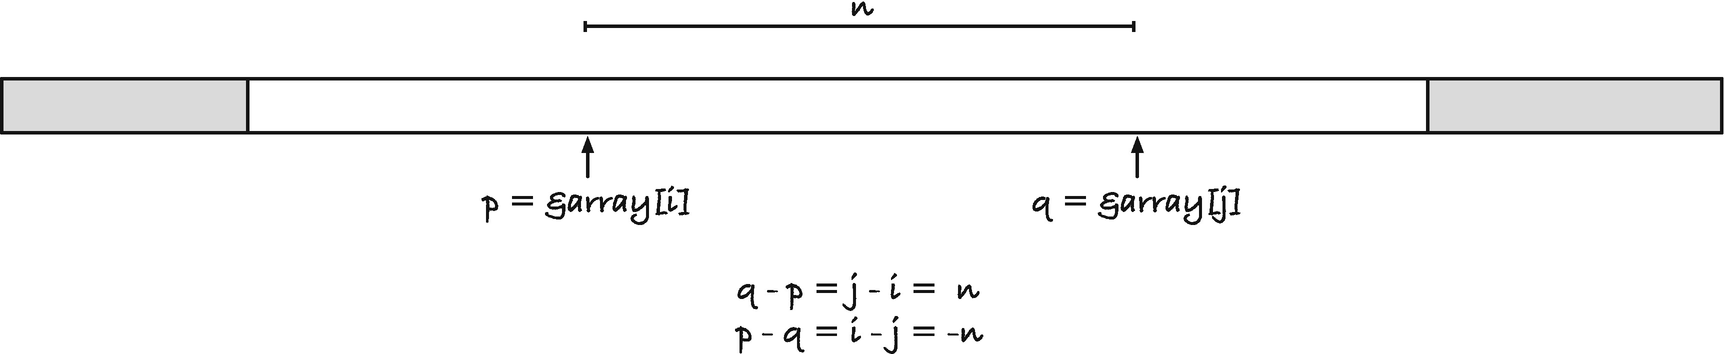 n
p = &array[i]
q = &array[j]
q - p = j - i = n
p - q = i - j = -n